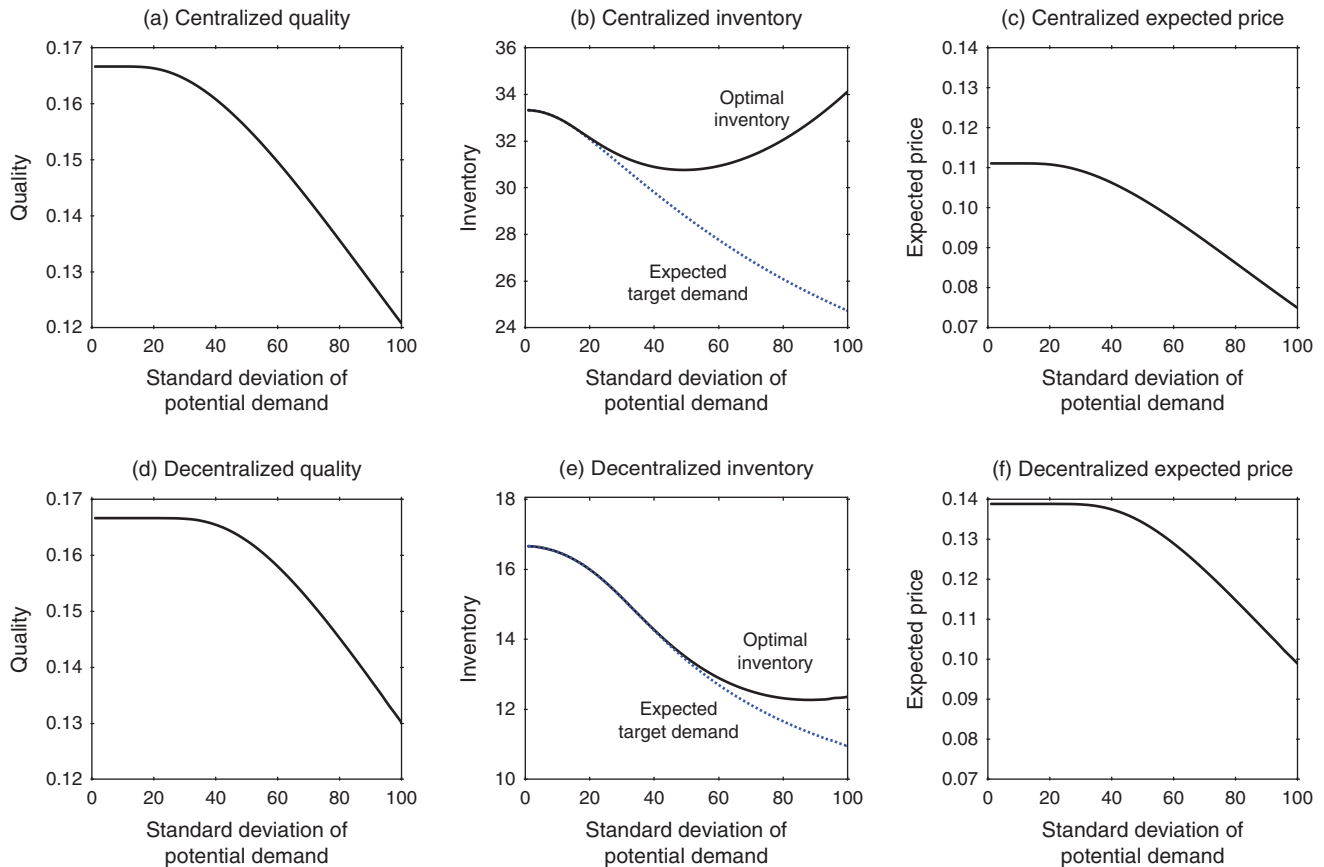 (a) Centralized quality
0.17
0.16
0.15
0.14
0.13
0.12
Quality
0 20 40 60 80 100
Standard deviation of
potential demand
(b) Centralized inventory
36
34
32
30
28
26
24
Inventory
Optimal
inventory
Expected
target demand
0 20 40 60 80 100
Standard deviation of
potential demand
(c) Centralized expected price
0.14
0.13
0.12
0.11
0.10
0.09
0.08
0.07
Expected price
0 20 40 60 80 100
Standard deviation of
potential demand
(d) Decentralized quality
0.17
0.16
0.15
0.14
0.13
0.12
Quality
0 20 40 60 80 100
Standard deviation of
potential demand
(e) Decentralized inventory
18
16
14
12
10
Inventory
Optimal
inventory
Expected
target demand
0 20 40 60 80 100
Standard deviation of
potential demand
(f) Decentralized expected price
0.14
0.13
0.12
0.11
0.10
0.09
0.08
0.07
Expected price
0 20 40 60 80 100
Standard deviation of
potential demand